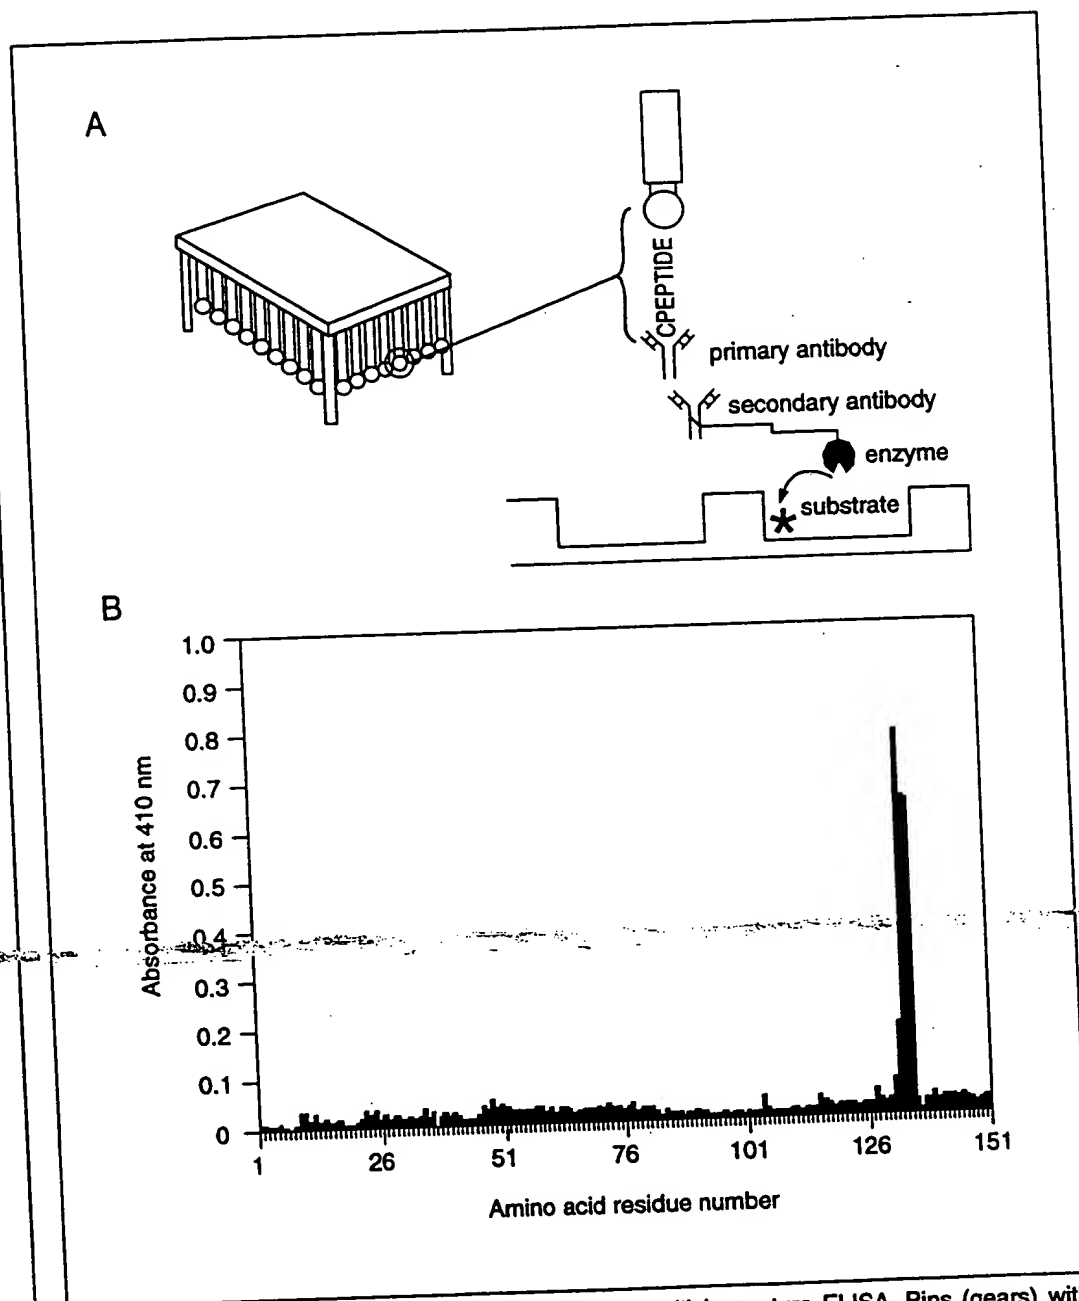 A
CPEPTIDE
primary antibody
secondary antibody
enzyme
substrate
B
1.0
0.9
0.8
0.7
0.6
0.5
0.4
0.3
0.2
0.1
0
Absorbance at 410 nm
1 26 51 76 101 126 151
Amino acid residue number
ELISA. Pins (gears) wit